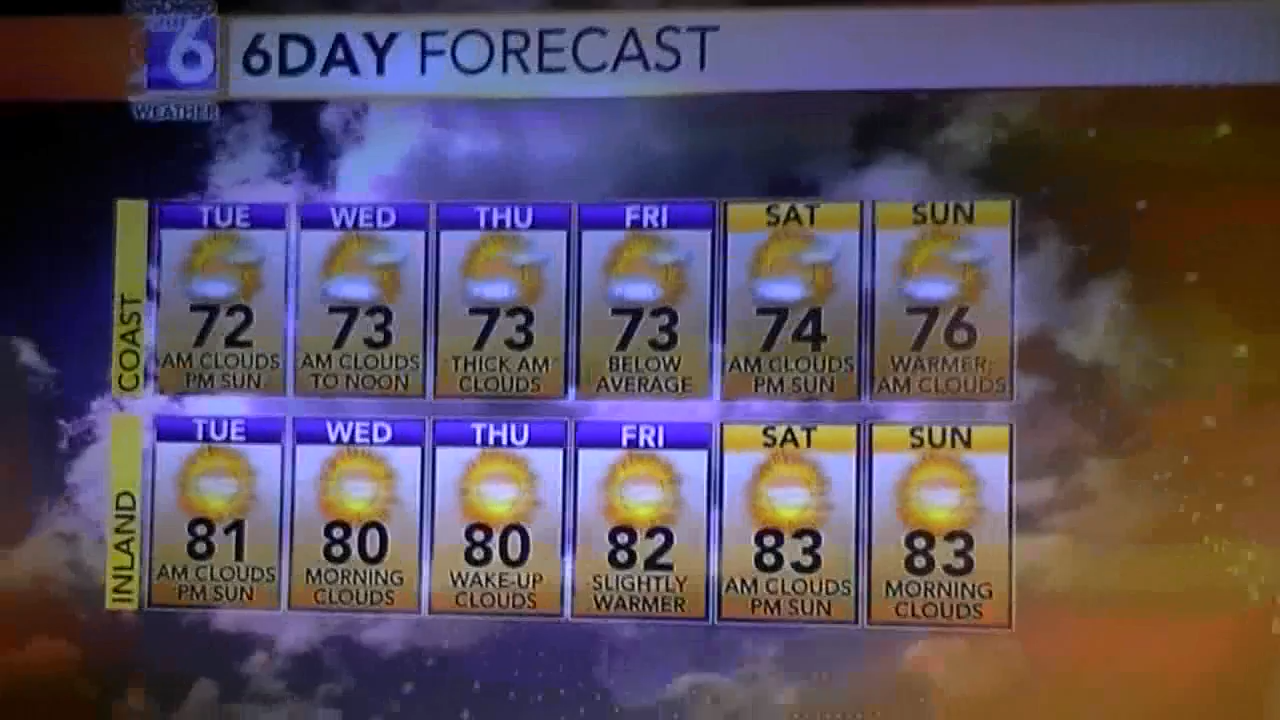 6
WEATHER
6DAY FORECAST
COAST
TUE
72
AM CLOUDS
PM SUN
WED
73
AM CLOUDS
TO NOON
THU
73
THICK AM
CLOUDS
FRI
73
BELOW
AVERAGE
SAT
74
AM CLOUDS
PM SUN
SUN
76
WARMER;
AM CLOUDS
INLAND
TUE
81
AM CLOUDS
PM SUN
WED
80
MORNING
CLOUDS
THU
80
WAKE-UP
CLOUDS
FRI
82
SLIGHTLY
WARMER
SAT
83
AM CLOUDS
PM SUN
SUN
83
MORNING
CLOUDS